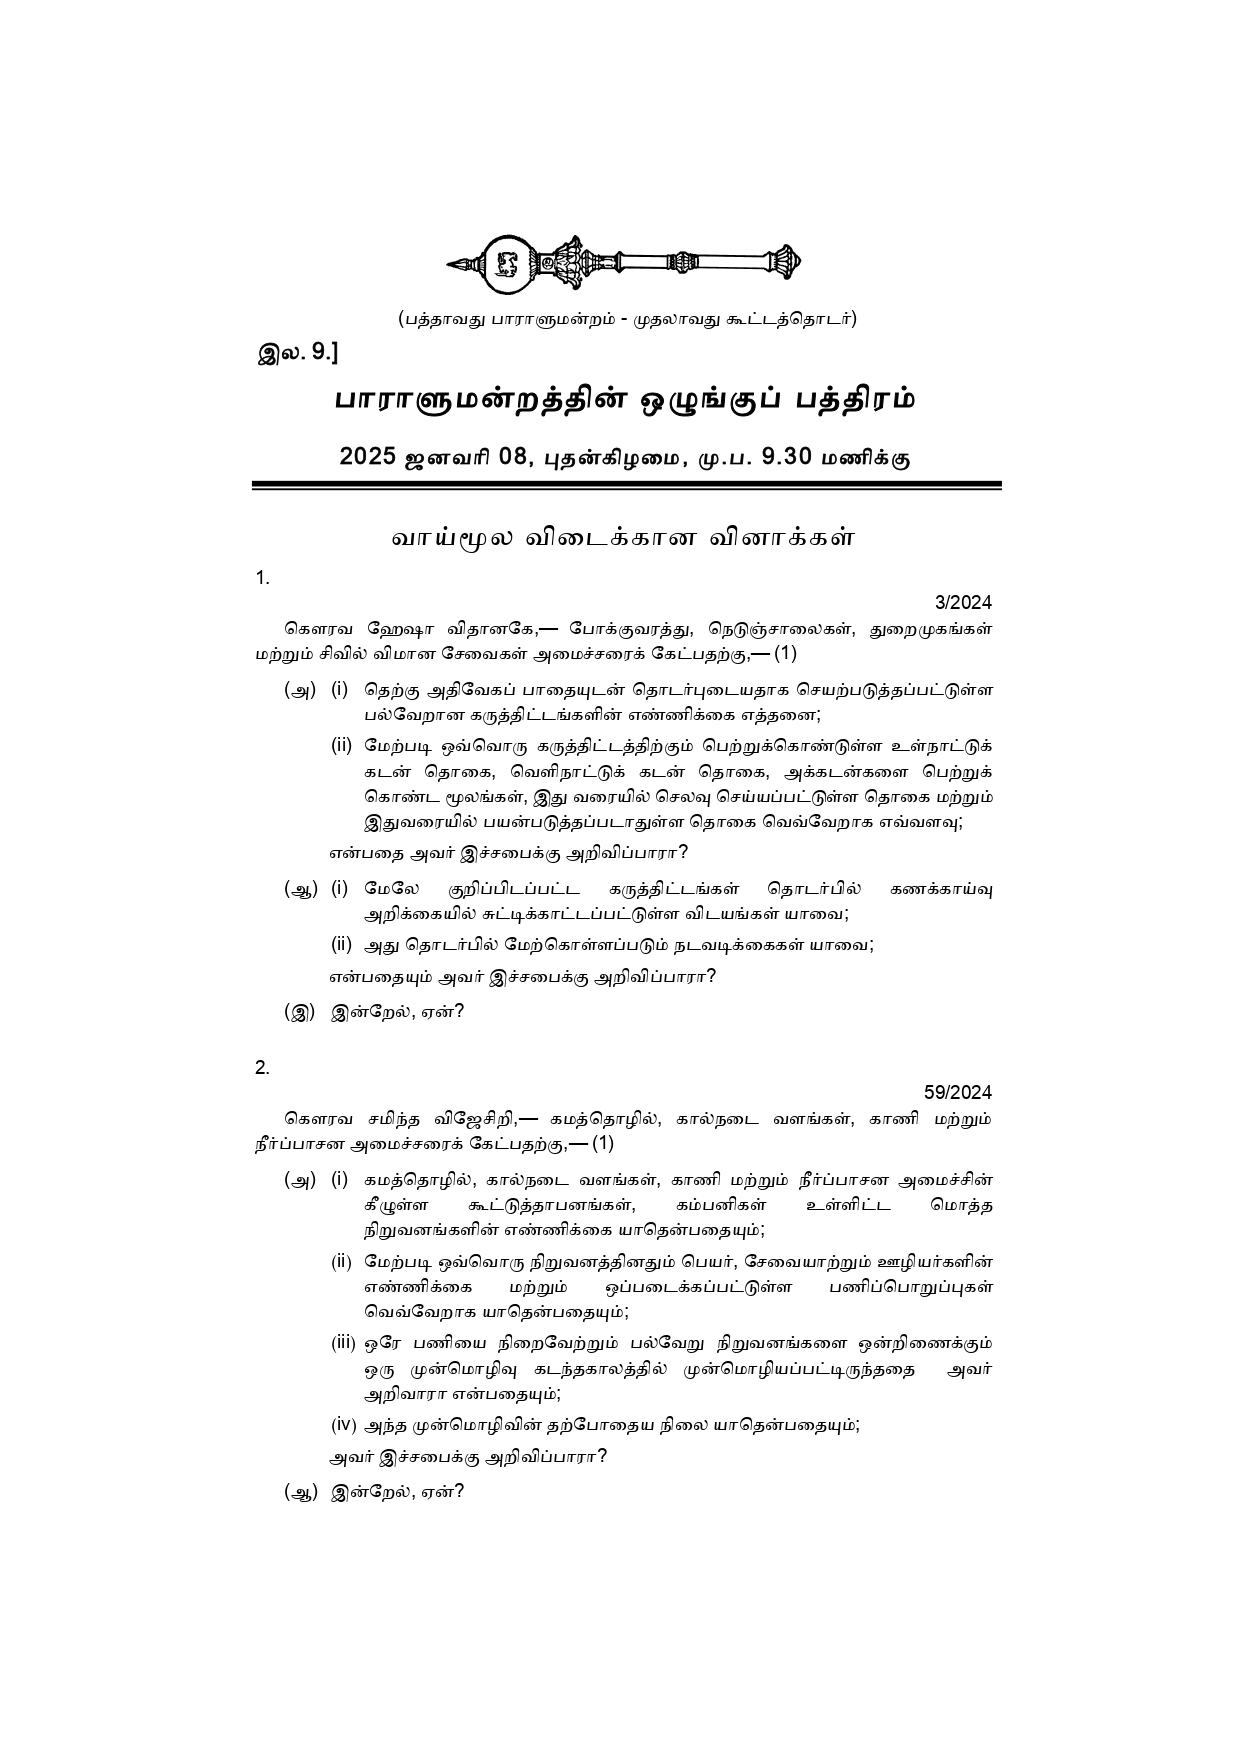 (பத்தாவது பாராளுமன்றம் - முதலாவது கூட்டத்தொடர்)
இல. 9.]
பாராளுமன்றத்தின் ஒழுங்குப் பத்திரம்
2025 ஜனவரி 08, புதன்கிழமை, மு.ப. 9.30 மணிக்கு
வாய்மூல விடைக்கான வினாக்கள்
1.
3/2024
கௌரவ ஹேஷா விதானகே,— போக்குவரத்து, நெடுஞ்சாலைகள், துறைமுகங்கள்
மற்றும் சிவில் விமான சேவைகள் அமைச்சரைக் கேட்பதற்கு,— (1)
(அ) (i) தெற்கு அதிவேகப் பாதையுடன் தொடர்புடையதாக செயற்படுத்தப்பட்டுள்ள
பல்வேறான கருத்திட்டங்களின் எண்ணிக்கை எத்தனை;
(ii) மேற்படி ஒவ்வொரு கருத்திட்டத்திற்கும் பெற்றுக்கொண்டுள்ள உள்நாட்டுக்
கடன் தொகை, வெளிநாட்டுக் கடன் தொகை, அக்கடன்களை பெற்றுக்
கொண்ட மூலங்கள், இது வரையில் செலவு செய்யப்பட்டுள்ள தொகை மற்றும்
இதுவரையில் பயன்படுத்தப்படாதுள்ள தொகை வெவ்வேறாக எவ்வளவு;
என்பதை அவர் இச்சபைக்கு அறிவிப்பாரா?
(ஆ) (i) மேலே குறிப்பிடப்பட்ட கருத்திட்டங்கள் தொடர்பில் கணக்காய்வு
அறிக்கையில் சுட்டிக்காட்டப்பட்டுள்ள விடயங்கள் யாவை;
(ii) அது தொடர்பில் மேற்கொள்ளப்படும் நடவடிக்கைகள் யாவை;
என்பதையும் அவர் இச்சபைக்கு அறிவிப்பாரா?
(இ) இன்றேல், ஏன்?
2.
59/2024
கௌரவ சமிந்த விஜேசிறி,— கமத்தொழில், கால்நடை வளங்கள், காணி மற்றும்
நீர்ப்பாசன அமைச்சரைக் கேட்பதற்கு,— (1)
(அ) (i) கமத்தொழில், கால்நடை வளங்கள், காணி மற்றும் நீர்ப்பாசன அமைச்சின்
கீழுள்ள கூட்டுத்தாபனங்கள், கம்பனிகள் உள்ளிட்ட மொத்த
நிறுவனங்களின் எண்ணிக்கை யாதென்பதையும்;
(ii) மேற்படி ஒவ்வொரு நிறுவனத்தினதும் பெயர், சேவையாற்றும் ஊழியர்களின்
எண்ணிக்கை மற்றும் ஒப்படைக்கப்பட்டுள்ள பணிப்பொறுப்புகள்
வெவ்வேறாக யாதென்பதையும்;
(iii) ஒரே பணியை நிறைவேற்றும் பல்வேறு நிறுவனங்களை ஒன்றிணைக்கும்
ஒரு முன்மொழிவு கடந்தகாலத்தில் முன்மொழியப்பட்டிருந்ததை அவர்
அறிவாரா என்பதையும்;
(iv) அந்த முன்மொழிவின் தற்போதைய நிலை யாதென்பதையும்;
அவர் இச்சபைக்கு அறிவிப்பாரா?
(ஆ) இன்றேல், ஏன்?